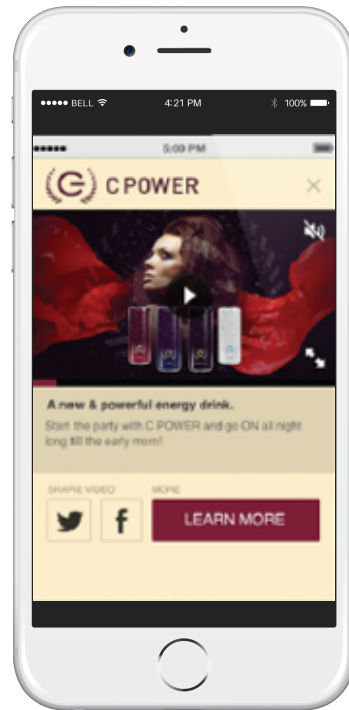 BELL 4:21 PM 100%
5:00 PM
C POWER
A new & powerful energy drink.
Start the party with C POWER and go ON all night
long till the early morn!
SHARE VIDEO MORE
LEARN MORE